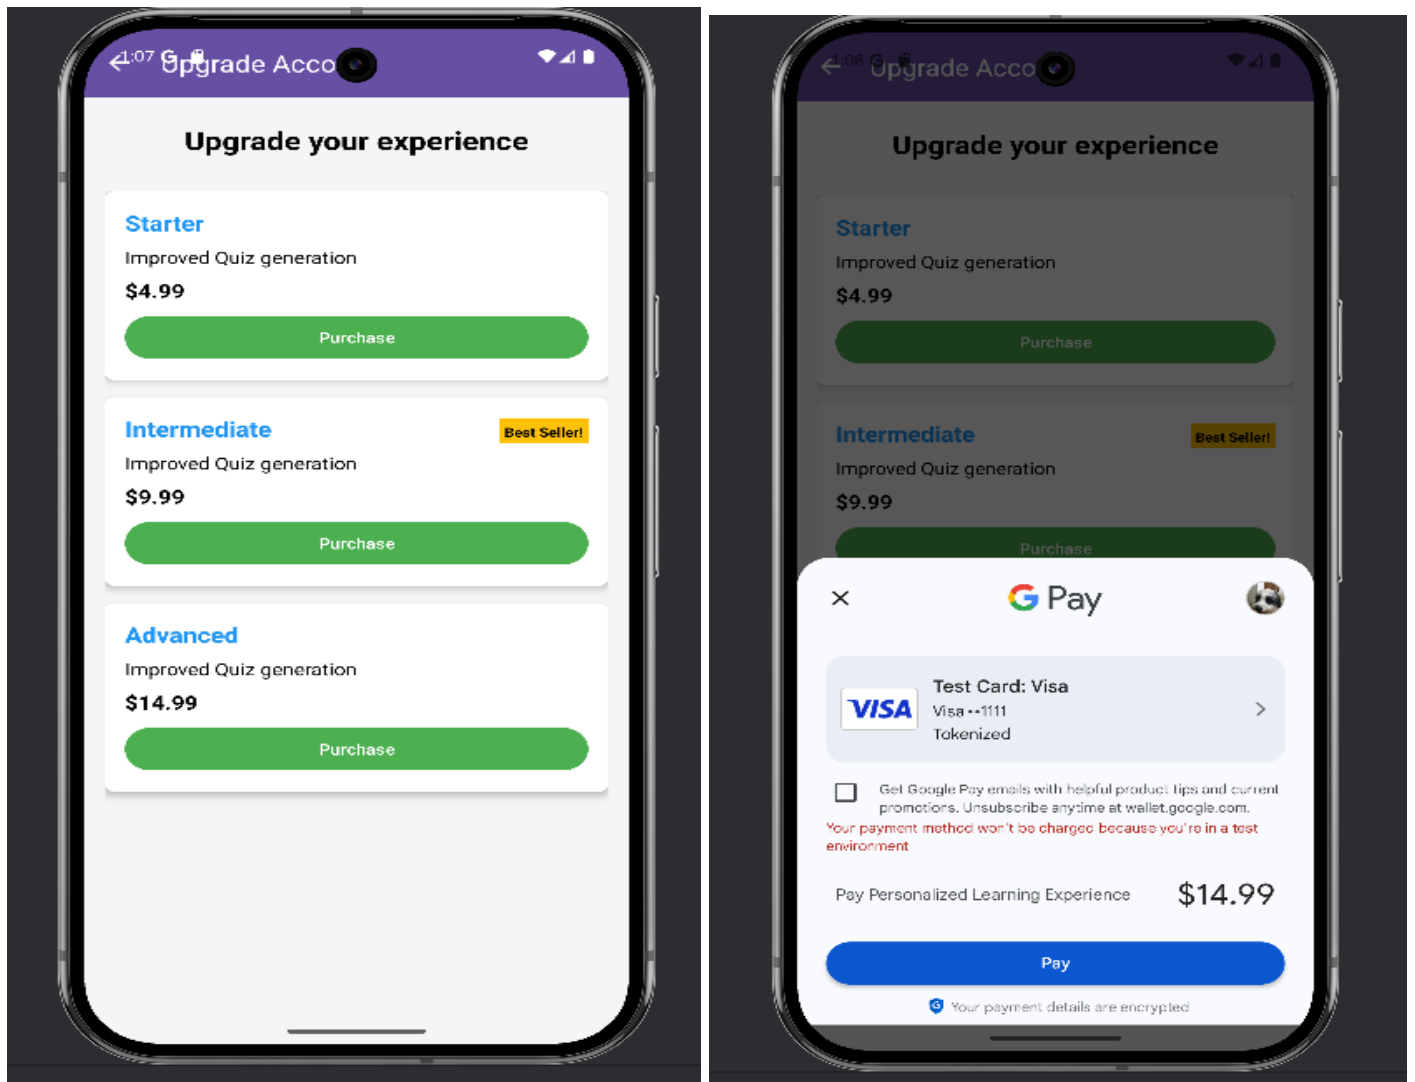 1:07 G
Upgrade Acco
Upgrade your experience
Starter
Improved Quiz generation
$4.99
Purchase
Intermediate
Best Seller!
Improved Quiz generation
$9.99
Purchase
Advanced
Improved Quiz generation
$14.99
Purchase
1:08 G
Upgrade Acco
Upgrade your experience
Starter
Improved Quiz generation
$4.99
Purchase
Intermediate
Best Seller!
Improved Quiz generation
$9.99
Purchase
G Pay
VISA
Test Card: Visa
Visa ••1111
Tokenized
Get Google Pay emails with helpful product tips and current
promotions. Unsubscribe anytime at wallet.google.com.
Your payment method won't be charged because you're in a test
environment
Pay Personalized Learning Experience
$14.99
Pay
G
Your payment details are encrypted